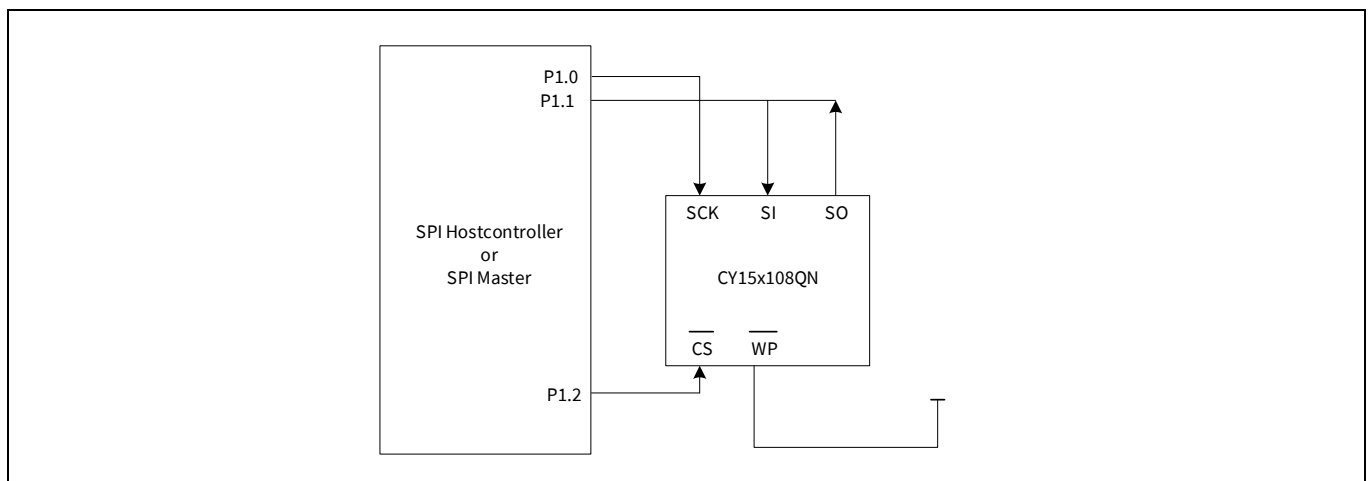 P1.0
P1.1
SCK SI SO
SPI Hostcontroller
or
SPI Master
CY15x108QN
CS WP
P1.2